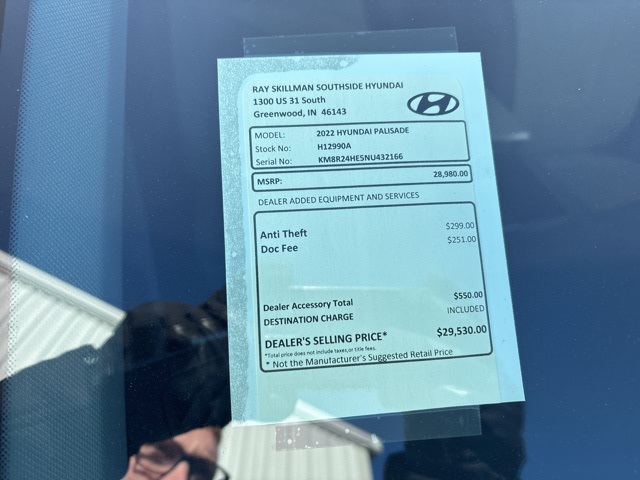 RAY SKILLMAN SOUTHSIDE HYUNDAI
1300 US 31 South
Greenwood, IN 46143
MODEL: 2022 HYUNDAI PALISADE
Stock No: H12990A
Serial No: KM8R24HE5NU432166
MSRP: 28,980.00
DEALER ADDED EQUIPMENT AND SERVICES
Anti Theft $299.00
Doc Fee $251.00
Dealer Accessory Total $550.00
DESTINATION CHARGE INCLUDED
DEALER'S SELLING PRICE* $29,530.00
*Total price does not include taxes,or title fees.
* Not the Manufacturer's Suggested Retail Price